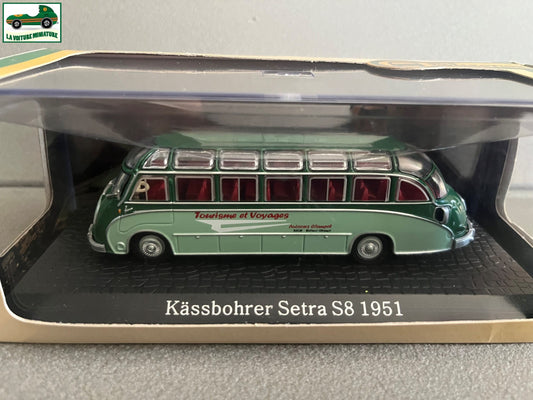 LA VOITURE MINIATURE
Tourisme et Voyages
Kässbohrer Setra S8 1951